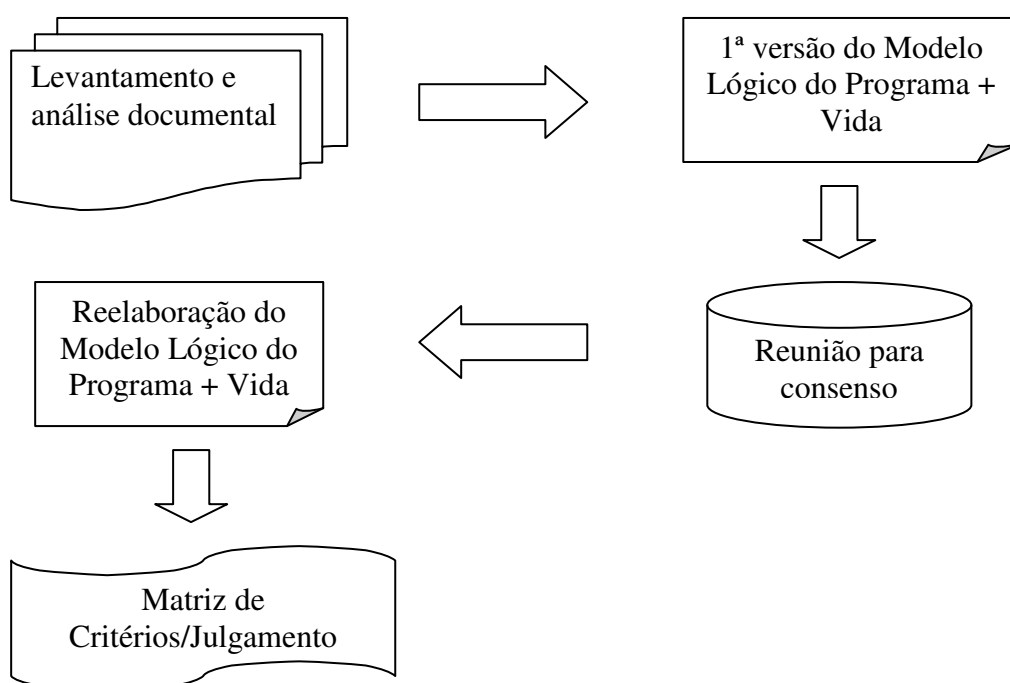 Levantamento e
análise documental
1ª versão do Modelo
Lógico do Programa +
Vida
Reunião para
consenso
Reelaboração do
Modelo Lógico do
Programa + Vida
Matriz de
Critérios/Julgamento